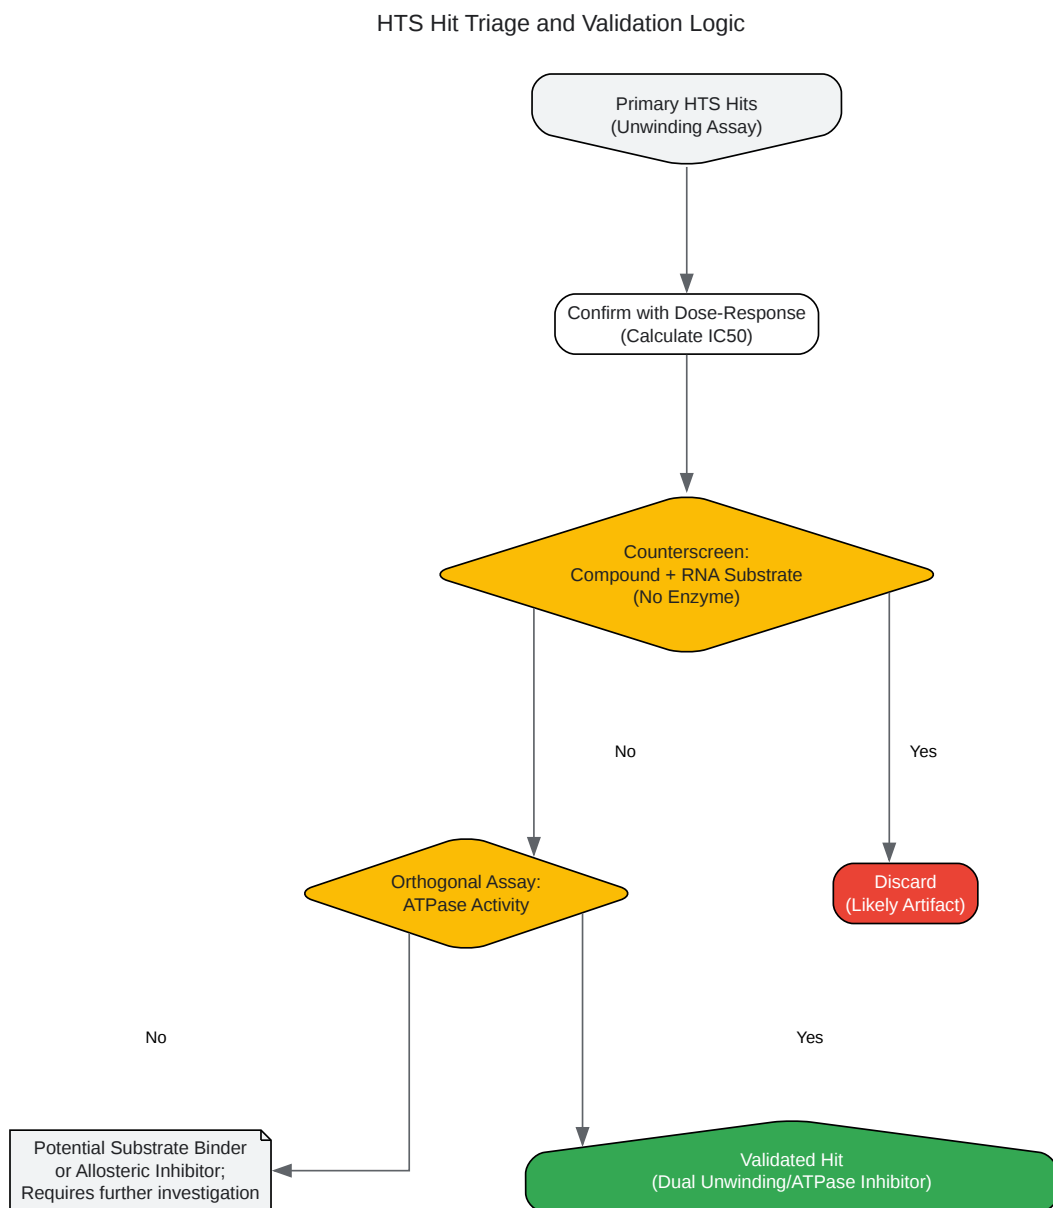 HTS Hit Triage and Validation Logic
Primary HTS Hits
(Unwinding Assay)
Confirm with Dose-Response
(Calculate IC50)
Counterscreen:
Compound + RNA Substrate
(No Enzyme)
No
Yes
Orthogonal Assay:
ATPase Activity
Discard
(Likely Artifact)
No
Yes
Potential Substrate Binder
or Allosteric Inhibitor;
Requires further investigation
Validated Hit
(Dual Unwinding/ATPase Inhibitor)